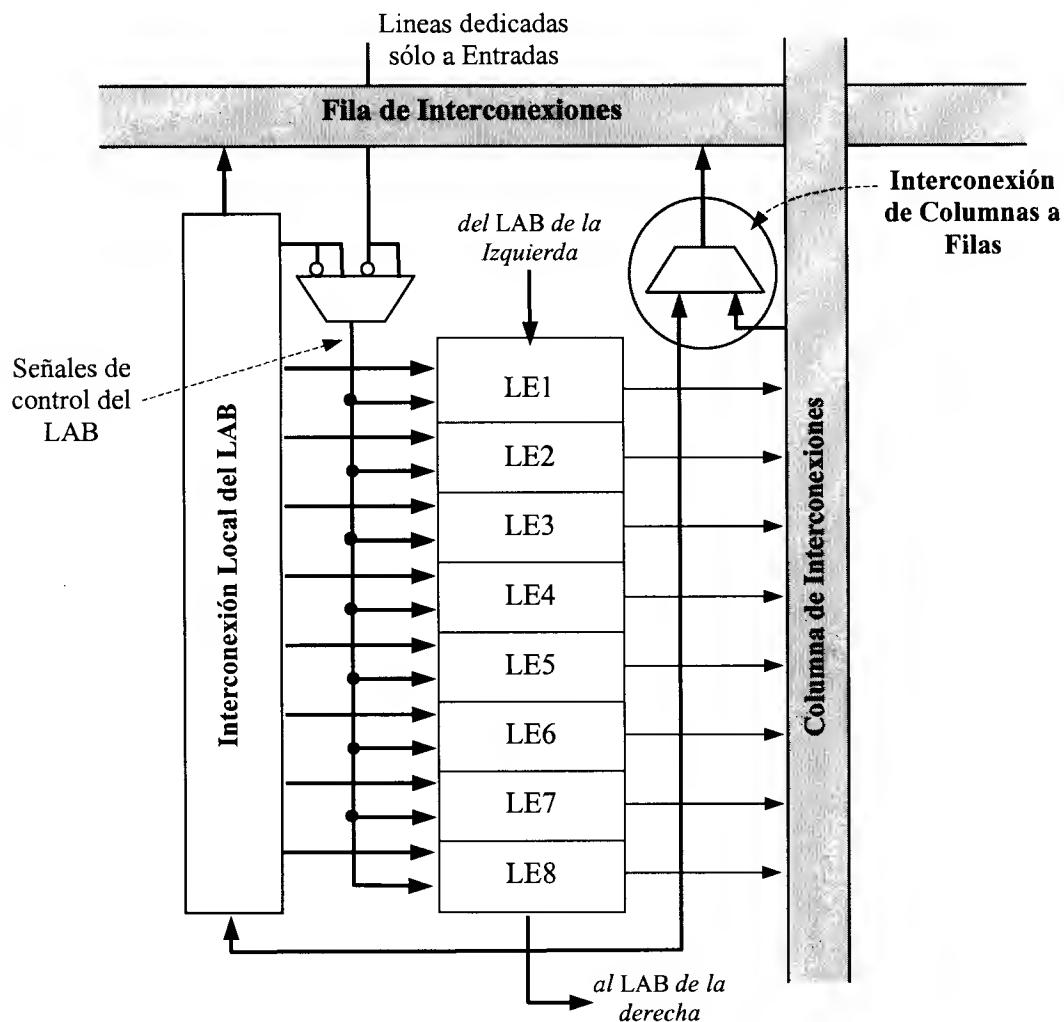 Lineas dedicadas
sólo a Entradas
Fila de Interconexiones
Interconexión
de Columnas a
Filas
del LAB de la
Izquierda
Señales de
control del
LAB
Interconexión Local del LAB
LE1
LE2
LE3
LE4
LE5
LE6
LE7
LE8
Columna de Interconexiones
al LAB de la
derecha